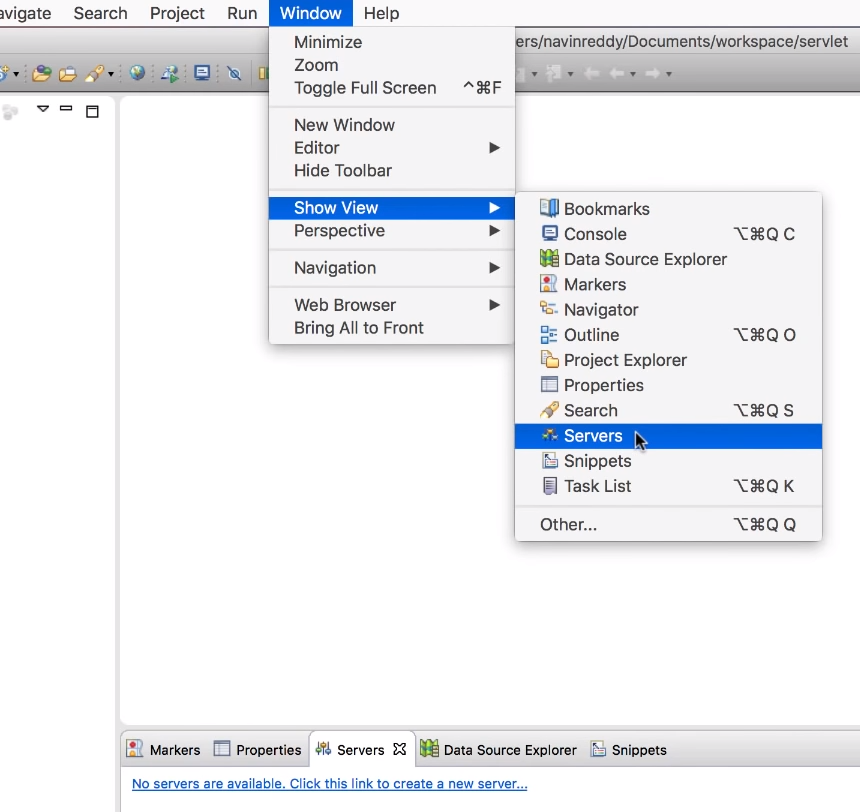 avigate Search Project Run Window Help
ers/navinreddy/Documents/workspace/servlet
Minimize
Zoom
Toggle Full Screen ^⌘F
New Window
Editor
Hide Toolbar
Show View
Perspective
Navigation
Web Browser
Bring All to Front
Bookmarks
Console ⌥⌘Q C
Data Source Explorer
Markers
Navigator
Outline ⌥⌘Q O
Project Explorer
Properties
Search ⌥⌘Q S
Servers
Snippets
Task List ⌥⌘Q K
Other... ⌥⌘Q Q
Markers Properties Servers Data Source Explorer Snippets
No servers are available. Click this link to create a new server...